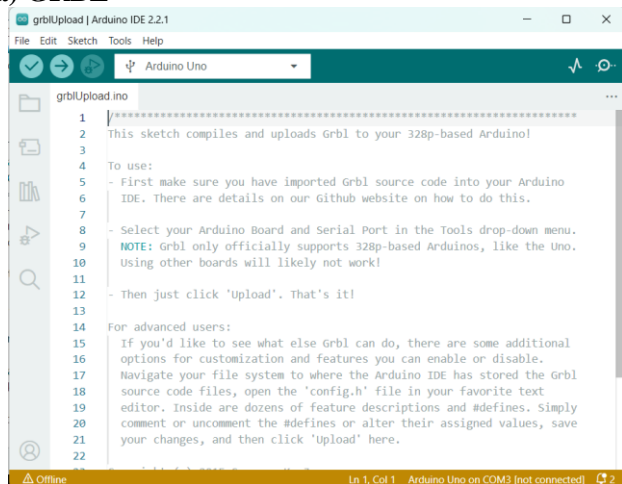 grblUpload | Arduino IDE 2.2.1
File Edit Sketch Tools Help
Arduino Uno
grblUpload.ino
1 /***********************************************************************
2 This sketch compiles and uploads Grbl to your 328p-based Arduino!
3
4 To use:
5 - First make sure you have imported Grbl source code into your Arduino
6 IDE. There are details on our Github website on how to do this.
7
8 - Select your Arduino Board and Serial Port in the Tools drop-down menu.
9 NOTE: Grbl only officially supports 328p-based Arduinos, like the Uno.
10 Using other boards will likely not work!
11
12 - Then just click 'Upload'. That's it!
13
14 For advanced users:
15 If you'd like to see what else Grbl can do, there are some additional
16 options for customization and features you can enable or disable.
17 Navigate your file system to where the Arduino IDE has stored the Grbl
18 source code files, open the 'config.h' file in your favorite text
19 editor. Inside are dozens of feature descriptions and #defines. Simply
20 comment or uncomment the #defines or alter their assigned values, save
21 your changes, and then click 'Upload' here.
22
Offline Ln 1, Col 1 Arduino Uno on COM3 [not connected] 2